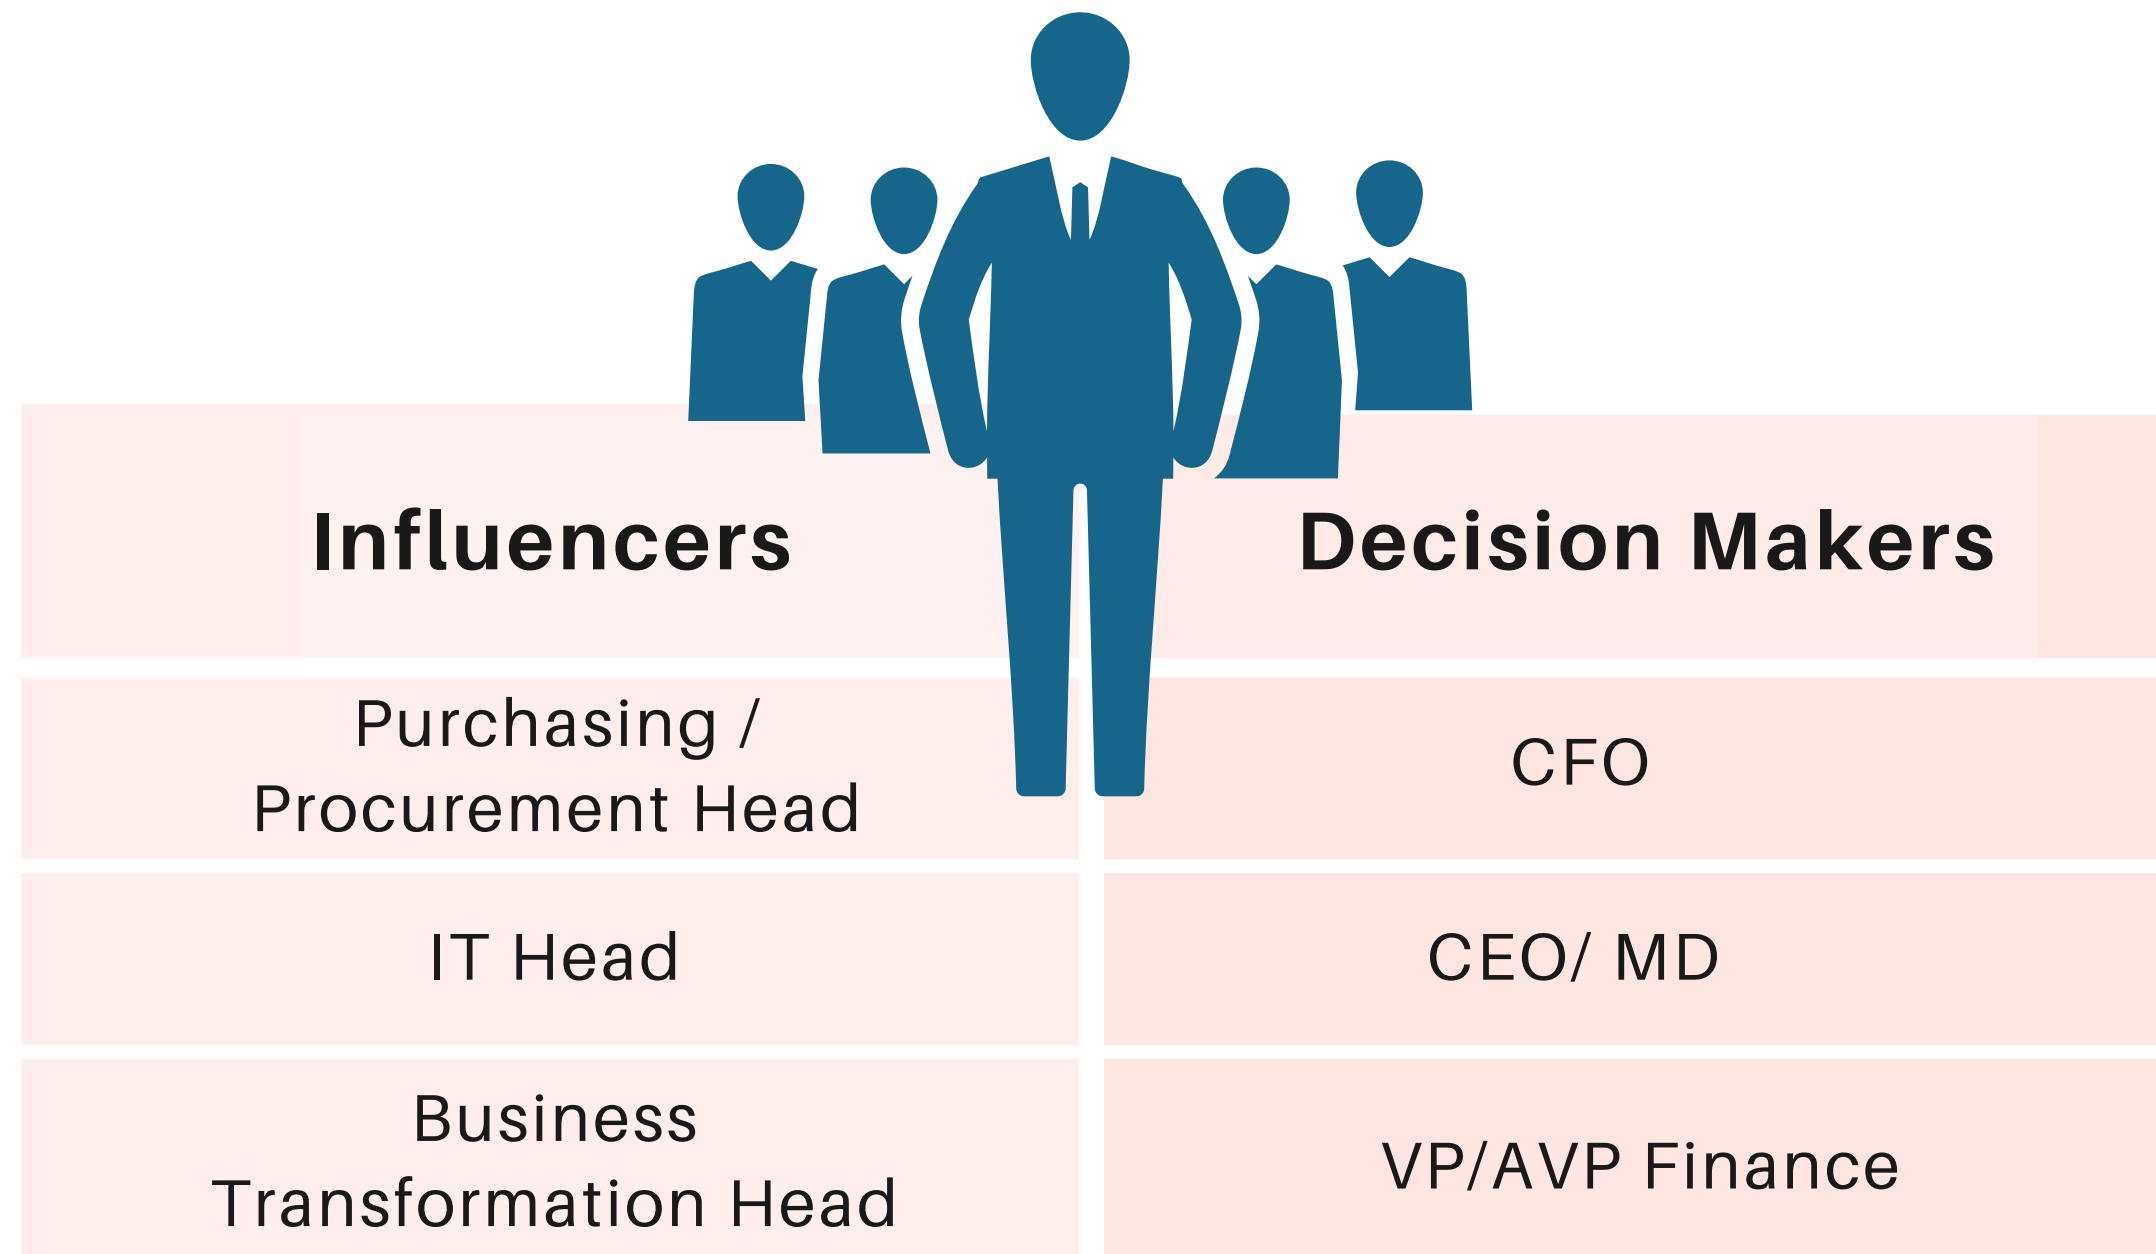 Influencers
Decision Makers
Purchasing /
Procurement Head
CFO
IT Head
CEO/ MD
Business
Transformation Head
VP/AVP Finance